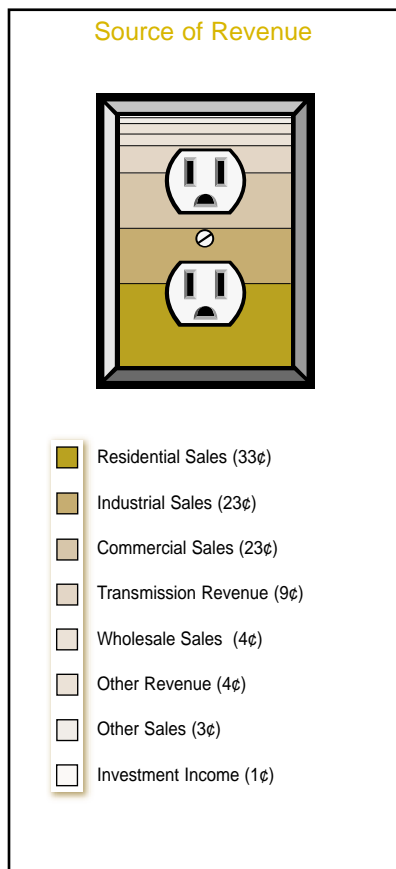 Source of Revenue
Residential Sales (33¢)
Industrial Sales (23¢)
Commercial Sales (23¢)
Transmission Revenue (9¢)
Wholesale Sales (4¢)
Other Revenue (4¢)
Other Sales (3¢)
Investment Income (1¢)